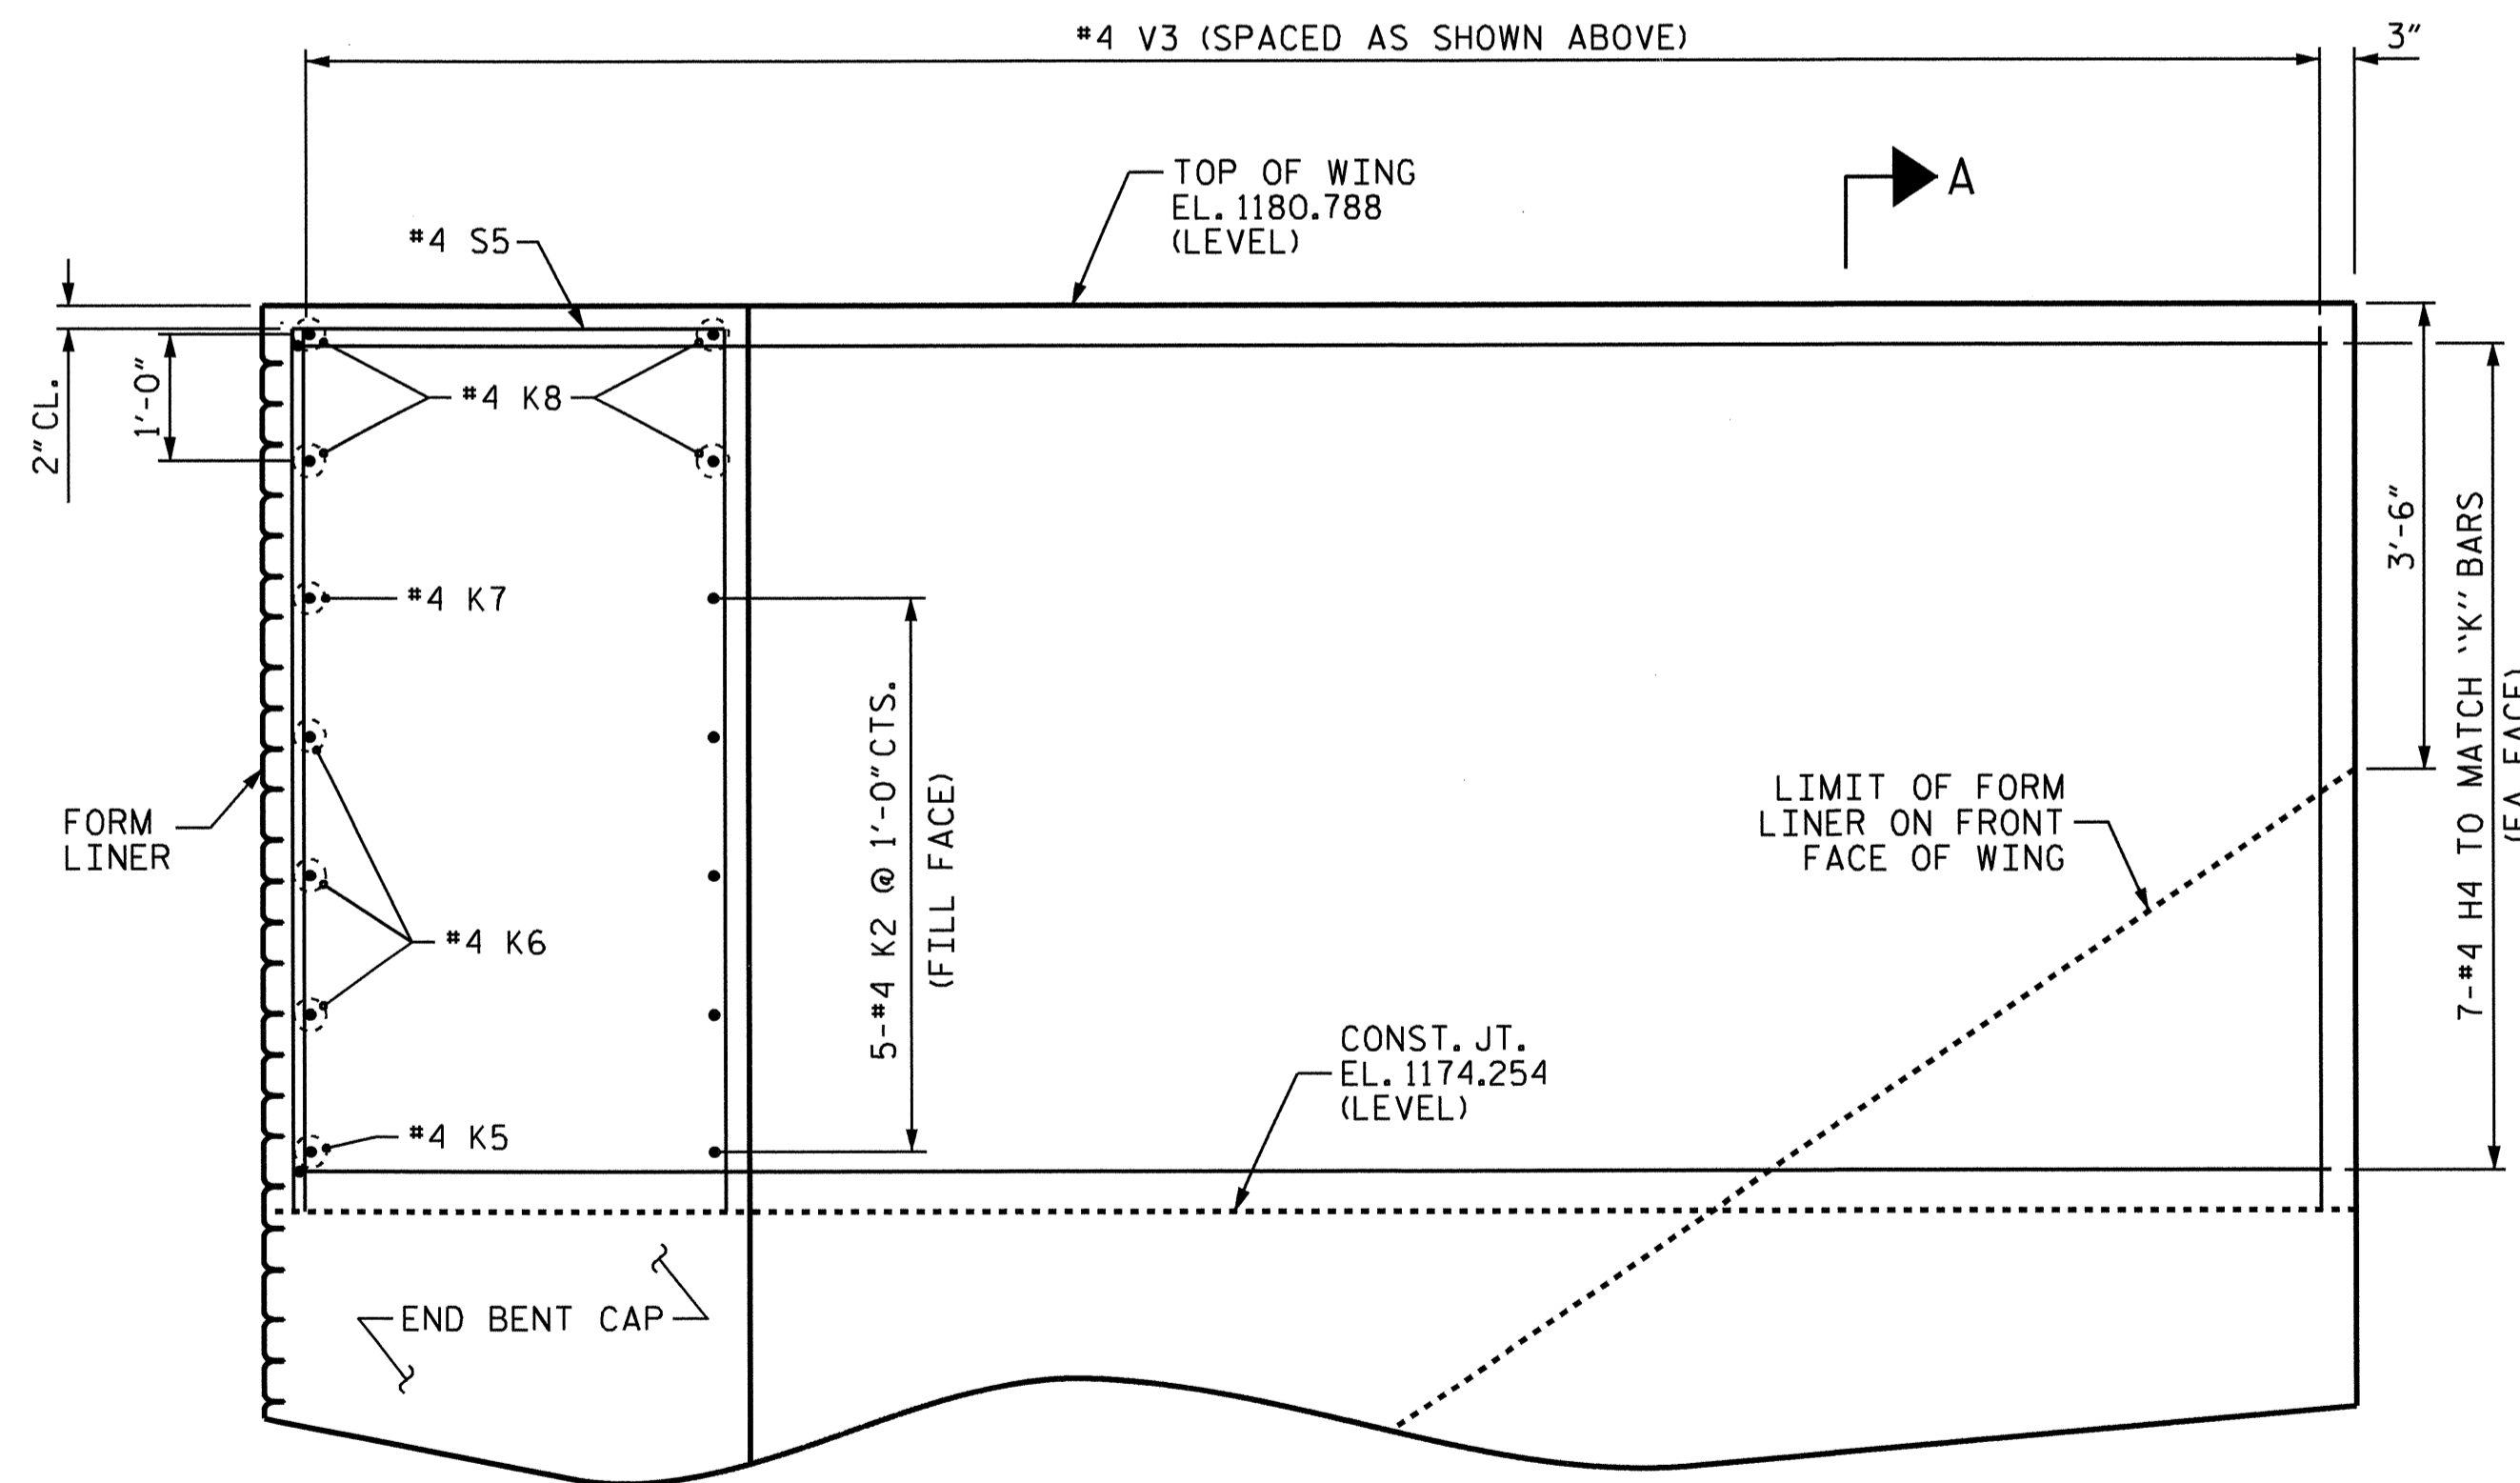 #4 V3 (SPACED AS SHOWN ABOVE)
3"
TOP OF WING
EL. 1180.788
(LEVEL)
A
#4 S5
2"CL.
1'-0"
#4 K8
#4 K7
3'-6"
7-#4 H4 TO MATCH "K" BARS
(EA. FACE)
5-#4 K2 @ 1'-0"CTS.
(FILL FACE)
FORM
LINER
LIMIT OF FORM
LINER ON FRONT
FACE OF WING
#4 K6
CONST. JT.
EL. 1174.254
(LEVEL)
#4 K5
END BENT CAP